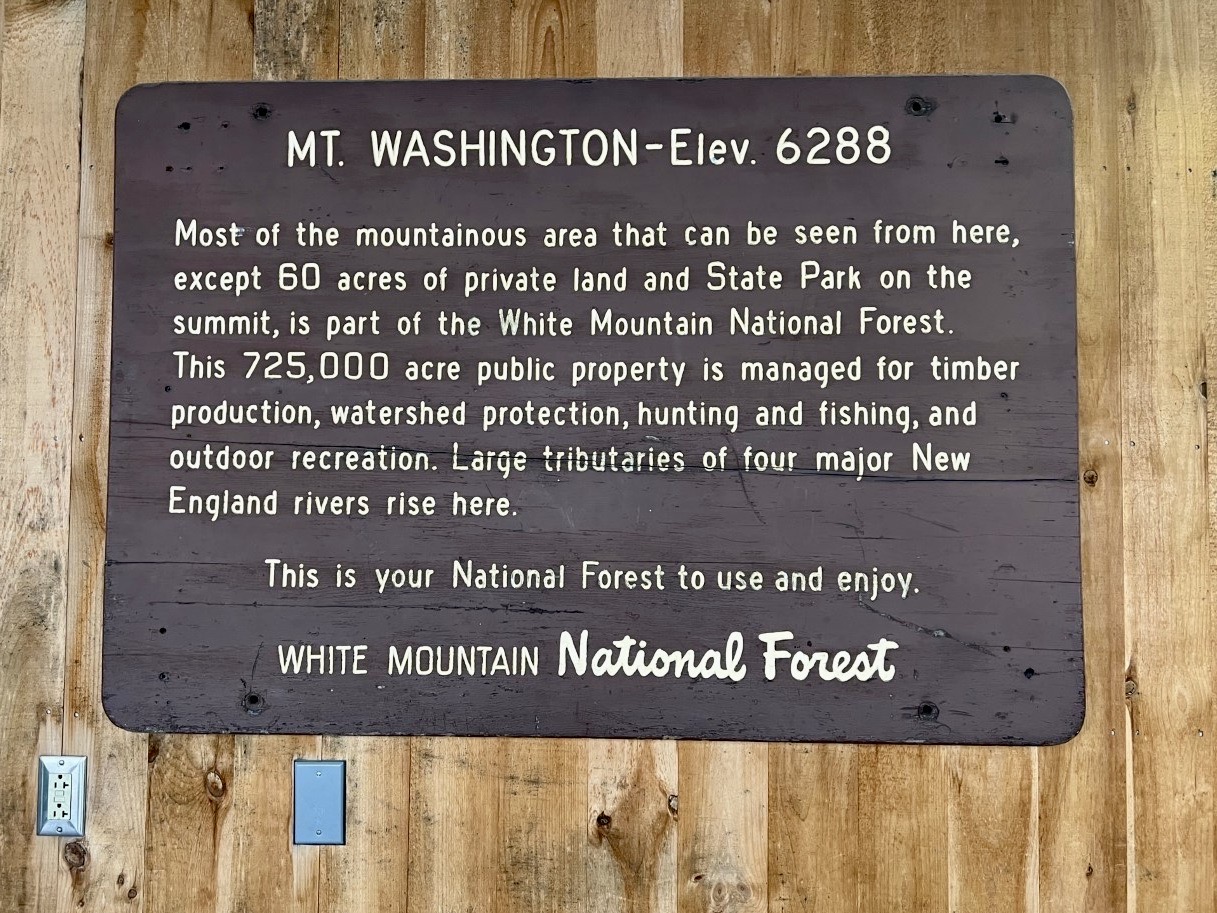 MT. WASHINGTON-Elev. 6288
Most of the mountainous area that can be seen from here,
except 60 acres of private land and State Park on the
summit, is part of the White Mountain National Forest.
This 725,000 acre public property is managed for timber
production, watershed protection, hunting and fishing, and
outdoor recreation. Large tributaries of four major New
England rivers rise here.
This is your National Forest to use and enjoy.
WHITE MOUNTAIN National Forest